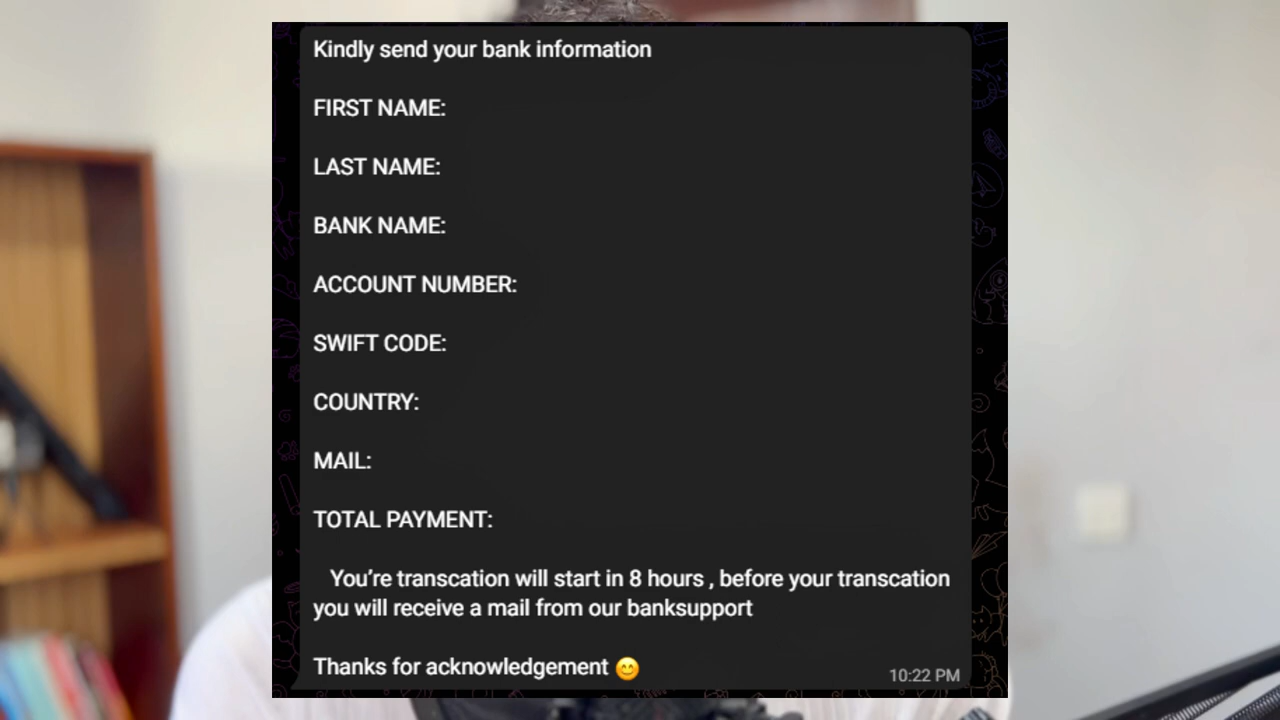 Kindly send your bank information
FIRST NAME:
LAST NAME:
BANK NAME:
ACCOUNT NUMBER:
SWIFT CODE:
COUNTRY:
MAIL:
TOTAL PAYMENT:
You’re transcation will start in 8 hours , before your transcation
you will receive a mail from our banksupport
Thanks for acknowledgement 😊
10:22 PM